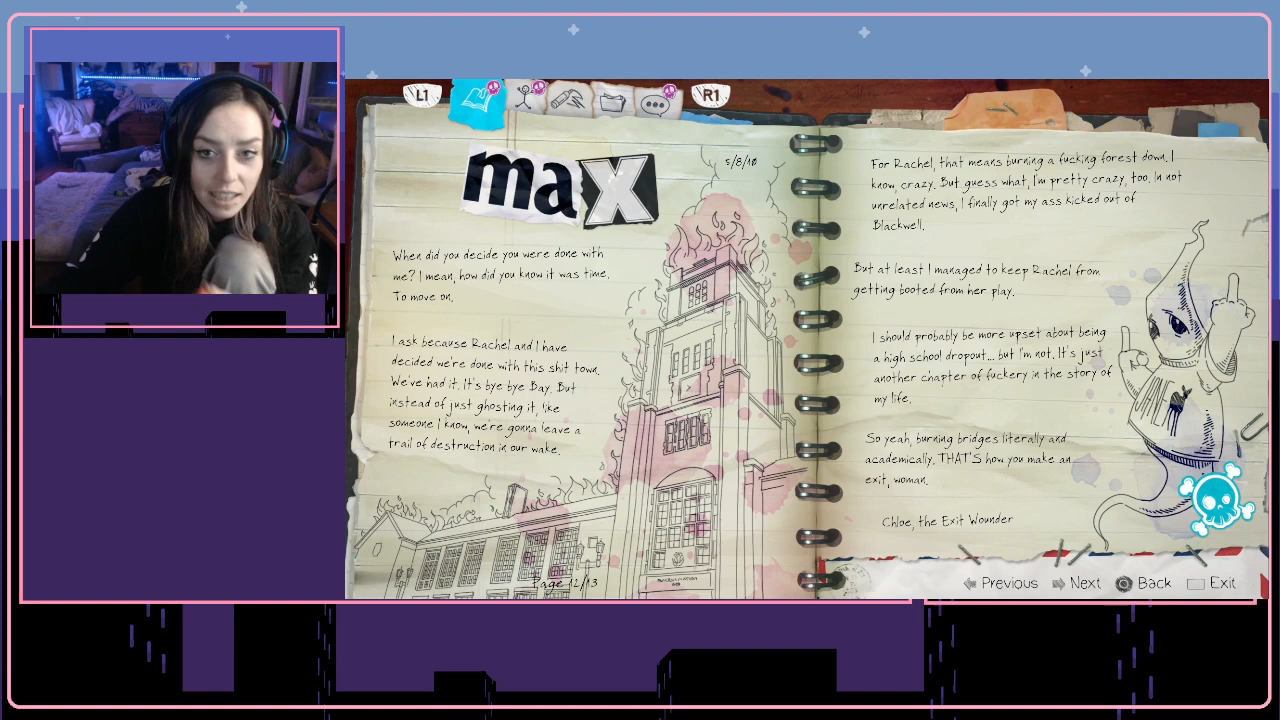 L1
R1
max
5/8/10
When did you decide you were done with
me? I mean, how did you know it was time.
To move on.
I ask because Rachel and I have
decided we're done with this shit town.
We've had it. It's bye bye Bay. But
instead of just ghosting it, like
someone I know, we're gonna leave a
trail of destruction in our wake.
Page 12/13
For Rachel, that means burning a fucking forest down. I
know, crazy. But guess what, I'm pretty crazy, too. In not
unrelated news, I finally got my ass kicked out of
Blackwell.
But at least I managed to keep Rachel from
getting booted from her play.
I should probably be more upset about being
a high school dropout... but I'm not. It's just
another chapter of fuckery in the story of
my life.
So yeah, burning bridges literally and
academically. THAT'S how you make an
exit, woman.
Chloe, the Exit Wounder
Previous Next Back Exit